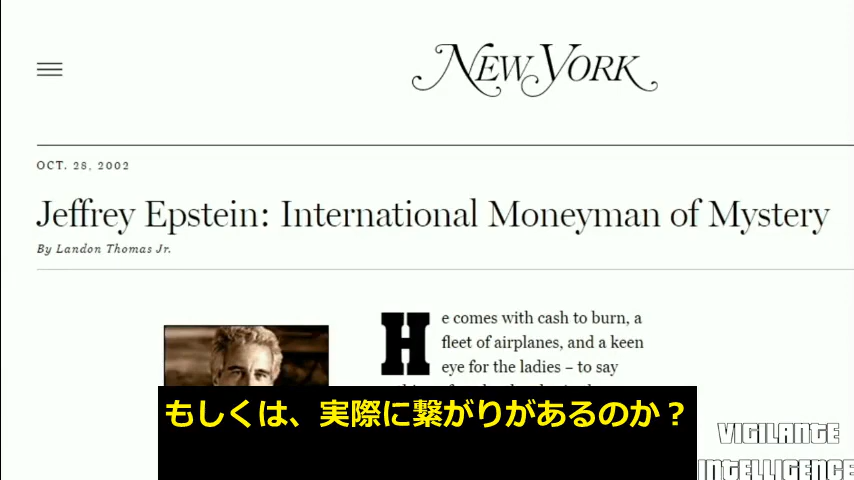 NEW YORK
OCT. 28, 2002
Jeffrey Epstein: International Moneyman of Mystery
By Landon Thomas Jr.
He comes with cash to burn, a
fleet of airplanes, and a keen
eye for the ladies – to say
もしくは、実際に繋がりがあるのか？
VIGILANTE
INTELLIGENCE